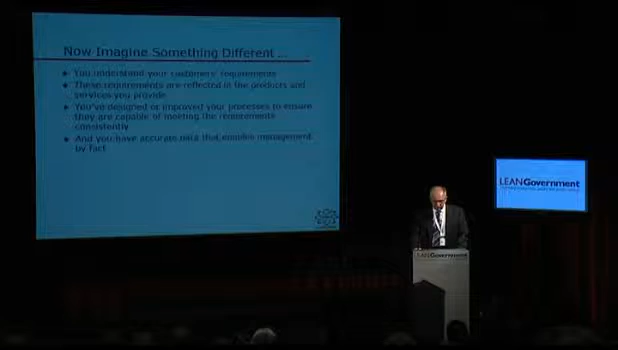 Now Imagine Something Different ...
You understand your customers' requirements
These requirements are reflected in the products and
services you provide
You've designed or improved your processes to ensure
they are capable of meeting the requirements
consistently
And you have accurate data that enables management
by fact
LEANGovernment
LEANGovernment